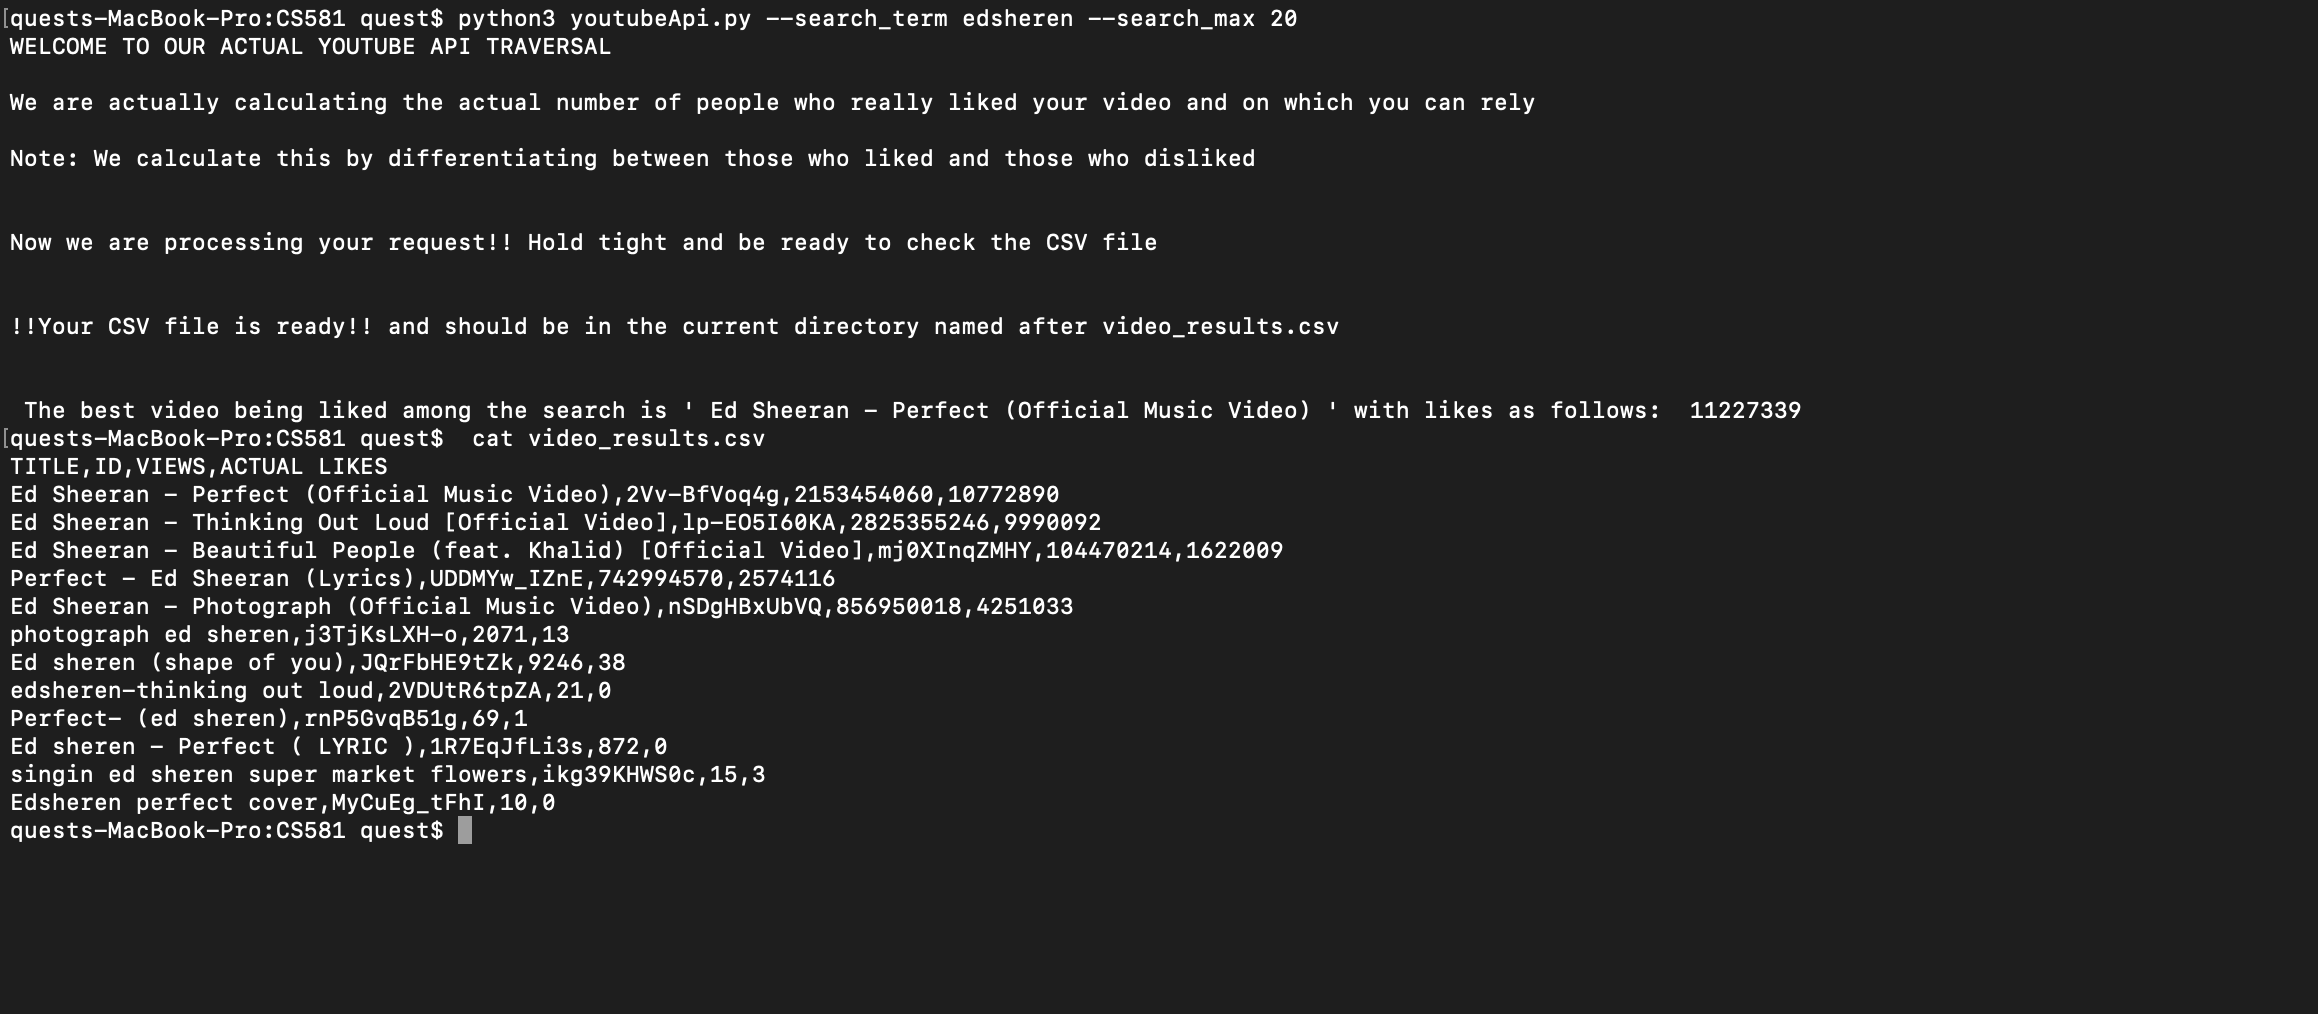 quests-MacBook-Pro:CS581 quest$ python3 youtubeApi.py --search_term edsheren --search_max 20
WELCOME TO OUR ACTUAL YOUTUBE API TRAVERSAL
We are actually calculating the actual number of people who really liked your video and on which you can rely
Note: We calculate this by differentiating between those who liked and those who disliked
Now we are processing your request!! Hold tight and be ready to check the CSV file
!!Your CSV file is ready!! and should be in the current directory named after video_results.csv
The best video being liked among the search is ' Ed Sheeran - Perfect (Official Music Video) ' with likes as follows:  11227339
quests-MacBook-Pro:CS581 quest$  cat video_results.csv
TITLE,ID,VIEWS,ACTUAL LIKES
Ed Sheeran - Perfect (Official Music Video),2Vv-BfVoq4g,2153454060,10772890
Ed Sheeran - Thinking Out Loud [Official Video],lp-EO5I60KA,2825355246,9990092
Ed Sheeran - Beautiful People (feat. Khalid) [Official Video],mj0XInqZMHY,104470214,1622009
Perfect - Ed Sheeran (Lyrics),UDDMYw_IZnE,742994570,2574116
Ed Sheeran - Photograph (Official Music Video),nSDgHBxUbVQ,856950018,4251033
photograph ed sheren,j3TjKsLXH-o,2071,13
Ed sheren (shape of you),JQrFbHE9tZk,9246,38
edsheren-thinking out loud,2VDUtR6tpZA,21,0
Perfect- (ed sheren),rnP5GvqB51g,69,1
Ed sheren - Perfect ( LYRIC ),1R7EqJfLi3s,872,0
singin ed sheren super market flowers,ikg39KHWS0c,15,3
Edsheren perfect cover,MyCuEg_tFhI,10,0
quests-MacBook-Pro:CS581 quest$